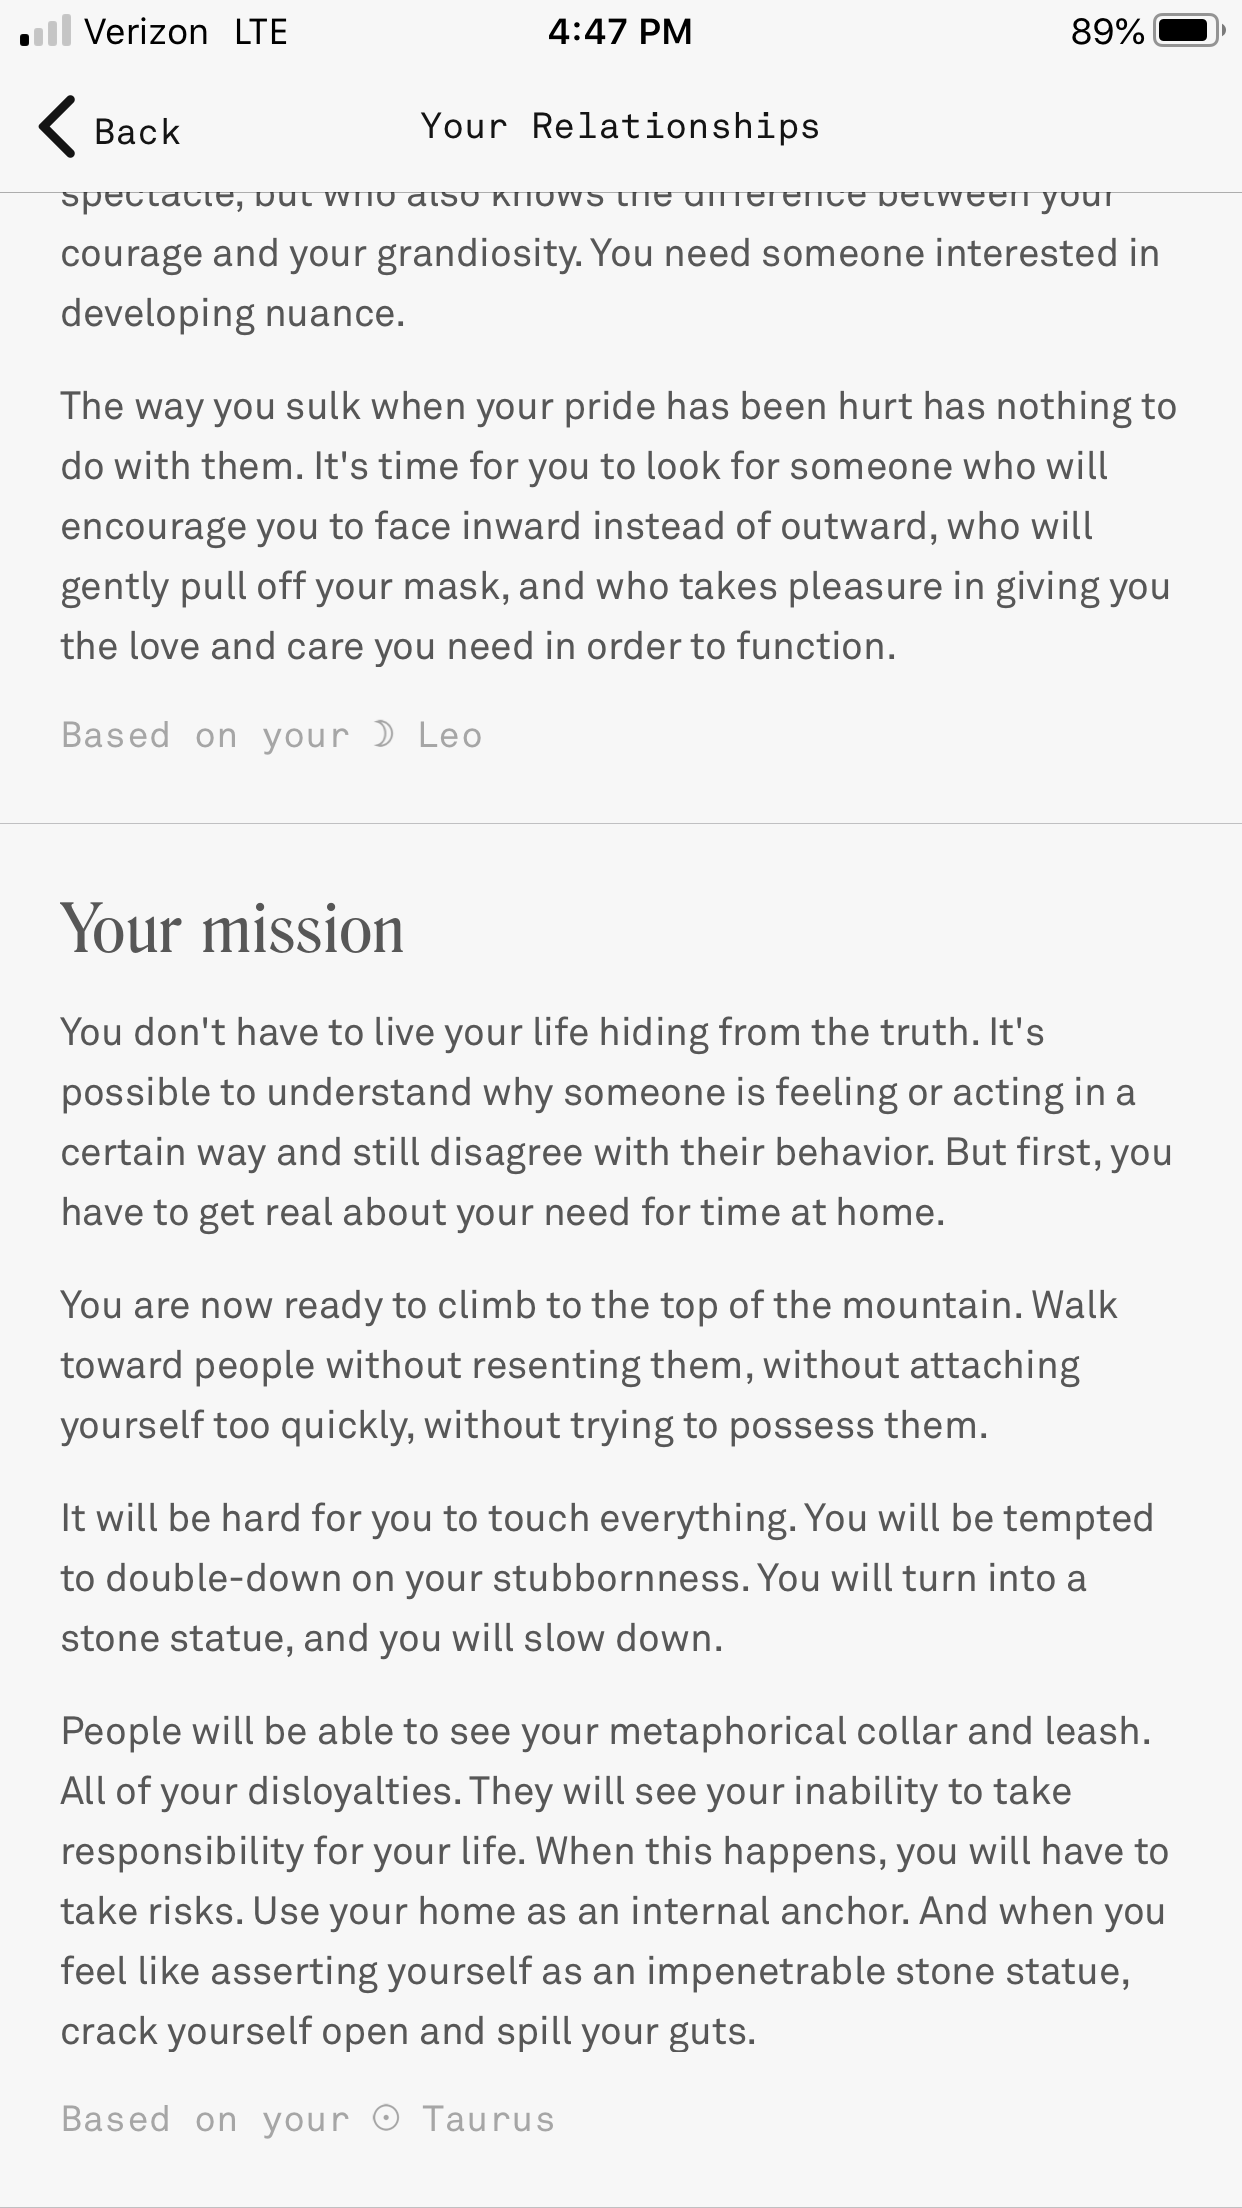 Verizon LTE 4:47 PM 89%
Back Your Relationships
spectacle, but who also knows the difference between your
courage and your grandiosity. You need someone interested in
developing nuance.
The way you sulk when your pride has been hurt has nothing to
do with them. It's time for you to look for someone who will
encourage you to face inward instead of outward, who will
gently pull off your mask, and who takes pleasure in giving you
the love and care you need in order to function.
Based on your ☽ Leo
Your mission
You don't have to live your life hiding from the truth. It's
possible to understand why someone is feeling or acting in a
certain way and still disagree with their behavior. But first, you
have to get real about your need for time at home.
You are now ready to climb to the top of the mountain. Walk
toward people without resenting them, without attaching
yourself too quickly, without trying to possess them.
It will be hard for you to touch everything. You will be tempted
to double-down on your stubbornness. You will turn into a
stone statue, and you will slow down.
People will be able to see your metaphorical collar and leash.
All of your disloyalties. They will see your inability to take
responsibility for your life. When this happens, you will have to
take risks. Use your home as an internal anchor. And when you
feel like asserting yourself as an impenetrable stone statue,
crack yourself open and spill your guts.
Based on your ☉ Taurus